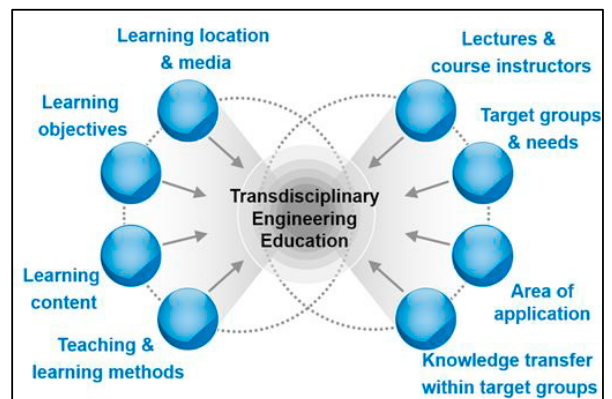 Learning location
& media
Learning
objectives
Learning
content
Teaching &
learning methods
Transdisciplinary
Engineering
Education
Lectures &
course instructors
Target groups
& needs
Area of
application
Knowledge transfer
within target groups